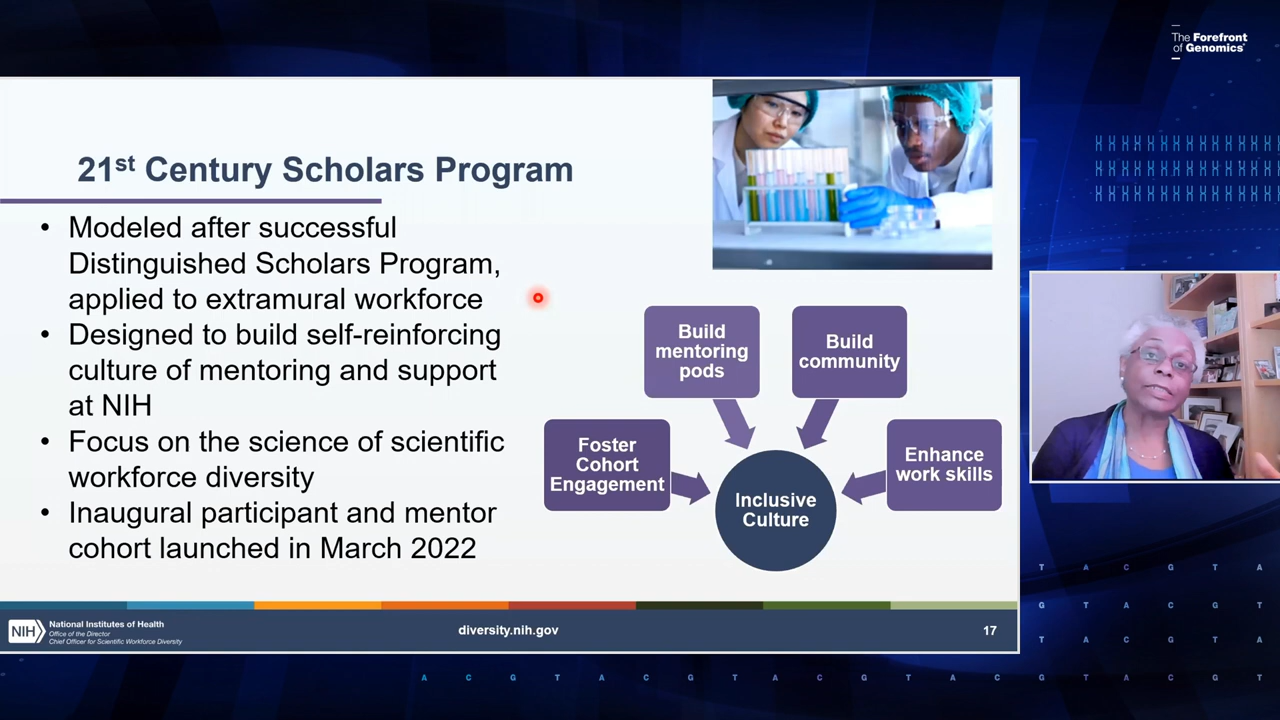 The Forefront
of Genomics®
21st Century Scholars Program
• Modeled after successful
Distinguished Scholars Program,
applied to extramural workforce
• Designed to build self-reinforcing
culture of mentoring and support
at NIH
• Focus on the science of scientific
workforce diversity
• Inaugural participant and mentor
cohort launched in March 2022
Build
mentoring
pods
Build
community
Foster
Cohort
Engagement
Enhance
work skills
Inclusive
Culture
NIH
National Institutes of Health
Office of the Director
Chief Officer for Scientific Workforce Diversity
diversity.nih.gov
17
T A C G T A
G T A C G T
T A C G T A
A C G T A C G T A C G T A C G T A C G T